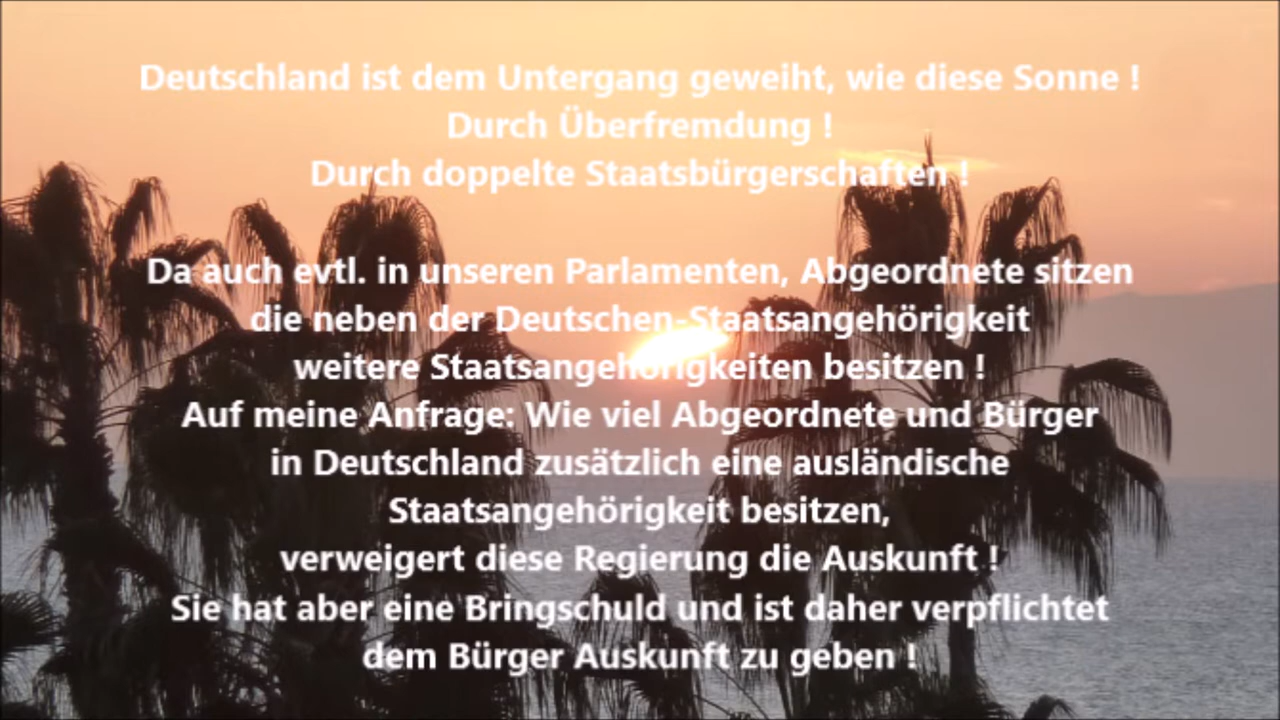 Deutschland ist dem Untergang geweiht, wie diese Sonne !
Durch Überfremdung !
Durch doppelte Staatsbürgerschaften !
Da auch evtl. in unseren Parlamenten, Abgeordnete sitzen
die neben der Deutschen-Staatsangehörigkeit
weitere Staatsangehörigkeiten besitzen !
Auf meine Anfrage: Wie viel Abgeordnete und Bürger
in Deutschland zusätzlich eine ausländische
Staatsangehörigkeit besitzen,
verweigert diese Regierung die Auskunft !
Sie hat aber eine Bringschuld und ist daher verpflichtet
dem Bürger Auskunft zu geben !